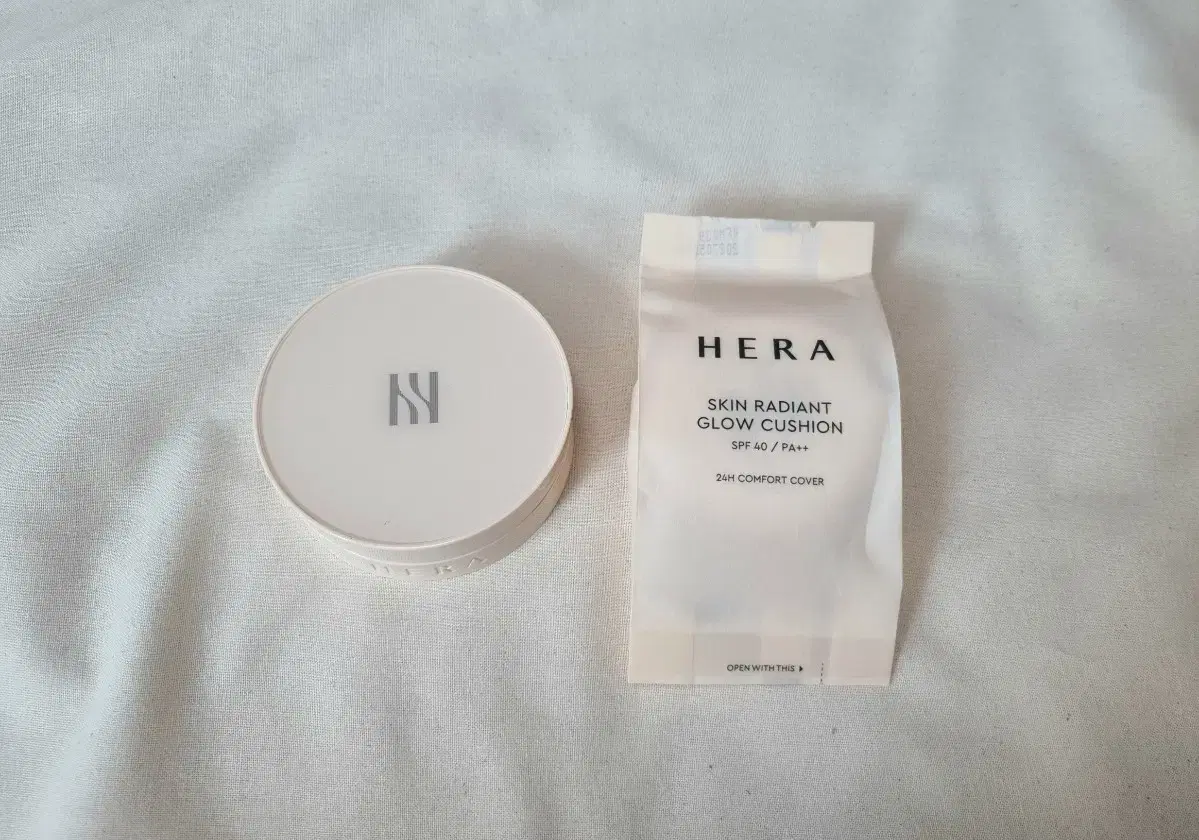 HERA
HERA
SKIN RADIANT
GLOW CUSHION
SPF 40 / PA++
24H COMFORT COVER
OPEN WITH THIS